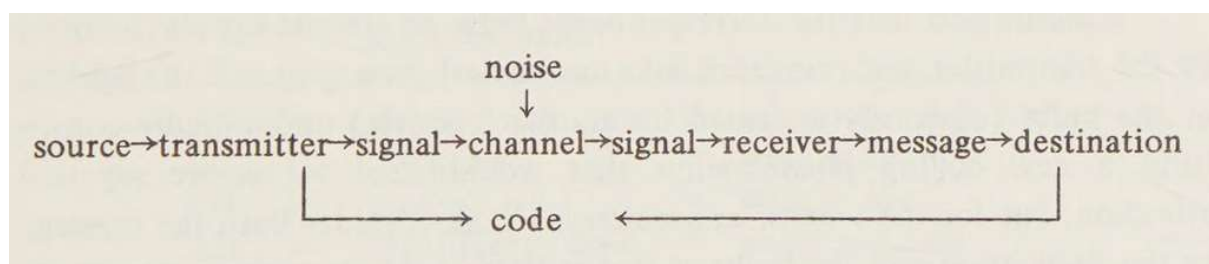 noise
↓
source→transmitter→signal→channel→signal→receiver→message→destination
→ code ←